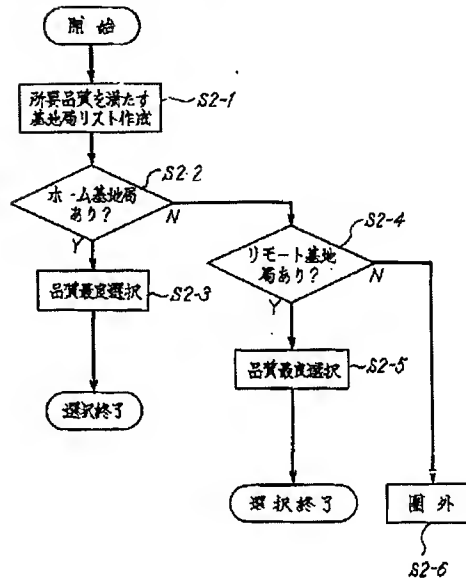 開始
所要品質を満たす
基地局リスト作成
S2-1
ホーム基地局
あり？
S2-2
Y
N
品質最良選択
S2-3
選択終了
リモート基地
局あり？
S2-4
Y
N
品質最良選択
S2-5
選択終了
圏外
S2-6